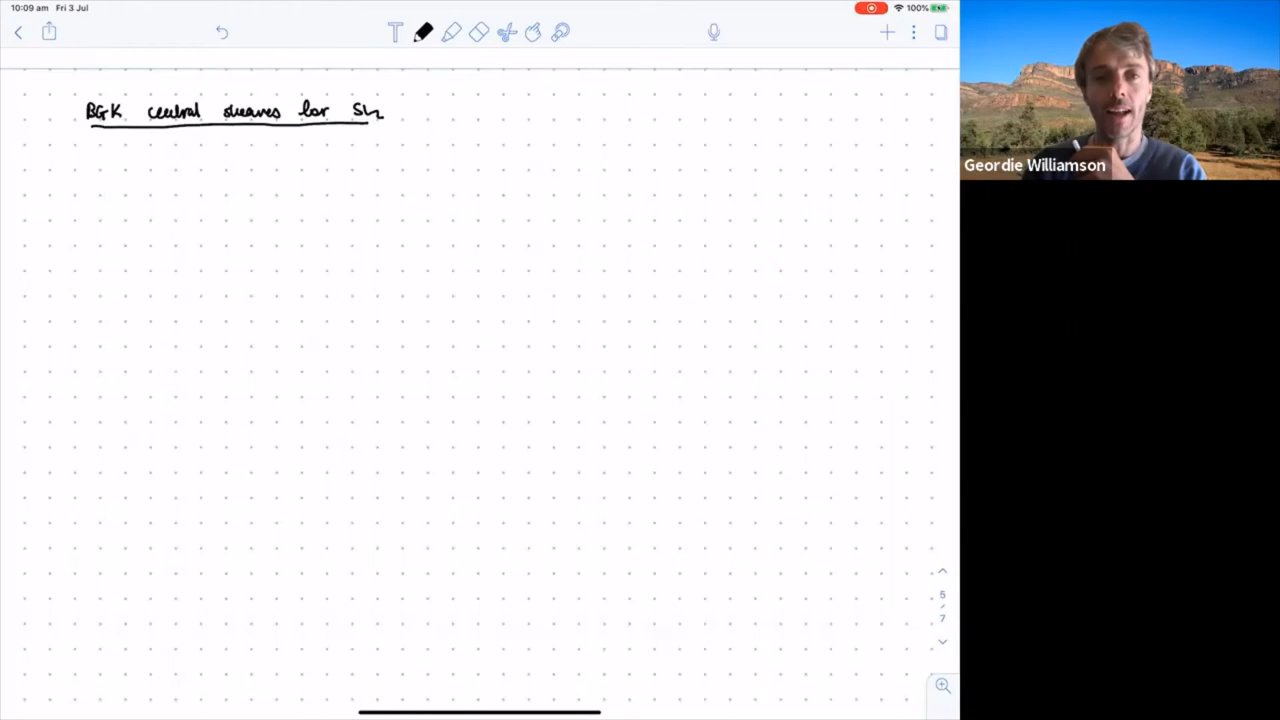 10:09 am Fri 3 Jul
100%
BGK central sheaves for SL2
5
7
Geordie Williamson